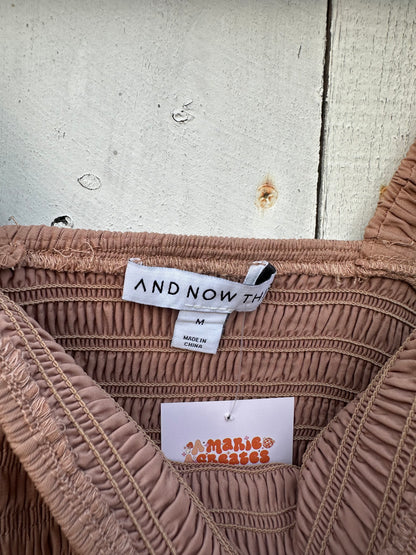 AND NOW TH
M
MADE IN
CHINA
Marie
Creates